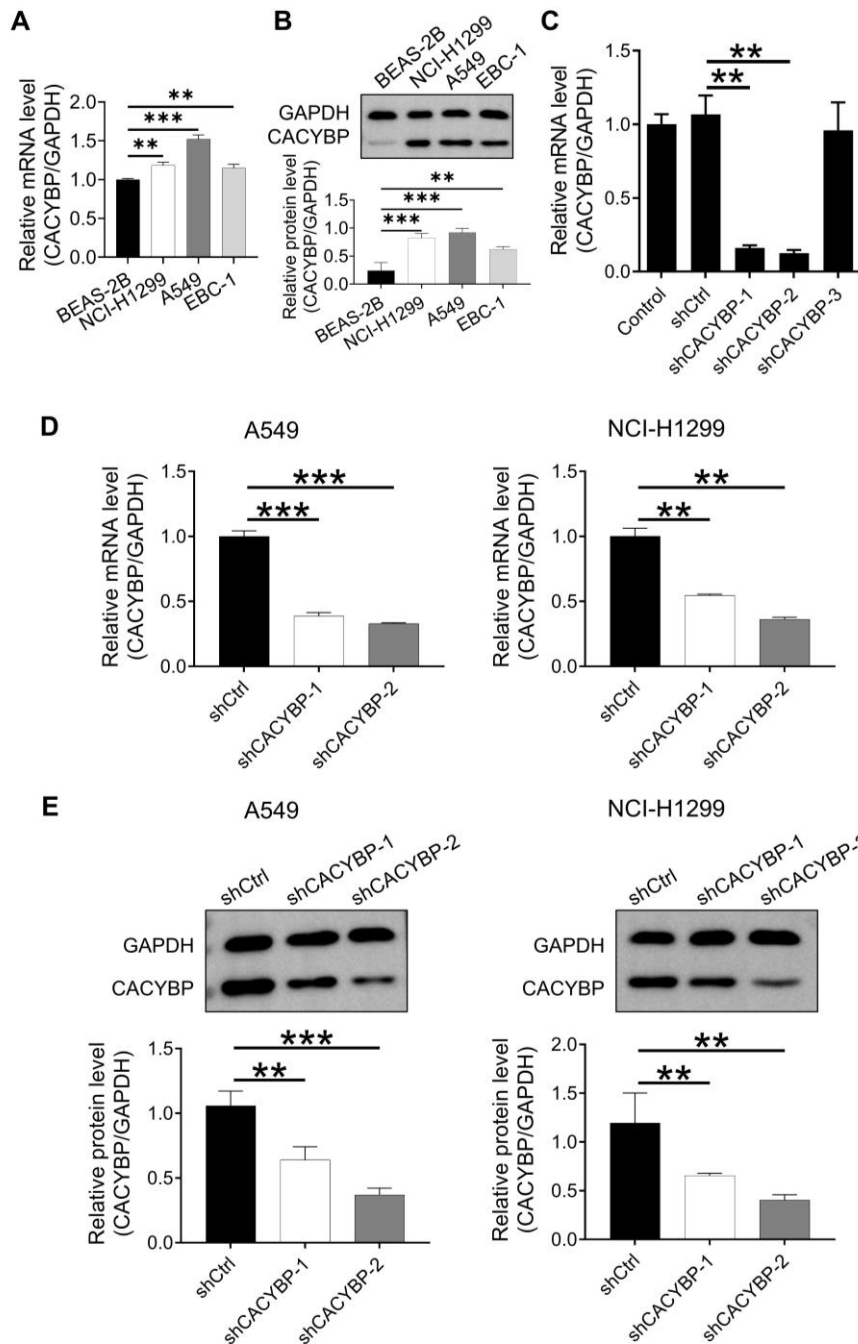 A
Relative mRNA level
(CACYBP/GAPDH)
2.0
1.5
1.0
0.5
0.0
**
***
**
BEAS-2B
NCI-H1299
A549
EBC-1
B
BEAS-2B
NCI-H1299
A549
EBC-1
GAPDH
CACYBP
Relative protein level
(CACYBP/GAPDH)
1.5
1.0
0.5
0.0
**
***
***
BEAS-2B
NCI-H1299
A549
EBC-1
C
Relative mRNA level
(CACYBP/GAPDH)
1.5
1.0
0.5
0.0
**
**
Control
shCtrl
shCACYBP-1
shCACYBP-2
shCACYBP-3
D
A549
Relative mRNA level
(CACYBP/GAPDH)
1.5
1.0
0.5
0.0
***
***
shCtrl
shCACYBP-1
shCACYBP-2
NCI-H1299
Relative mRNA level
(CACYBP/GAPDH)
1.5
1.0
0.5
0.0
**
**
shCtrl
shCACYBP-1
shCACYBP-2
E
A549
shCtrl
shCACYBP-1
shCACYBP-2
GAPDH
CACYBP
Relative protein level
(CACYBP/GAPDH)
1.5
1.0
0.5
0.0
***
**
shCtrl
shCACYBP-1
shCACYBP-2
NCI-H1299
shCtrl
shCACYBP-1
GAPDH
CACYBP
Relative protein level
(CACYBP/GAPDH)
2.0
1.5
1.0
0.5
0.0
**
**
shCtrl
shCACYBP-1
shCACYBP-2